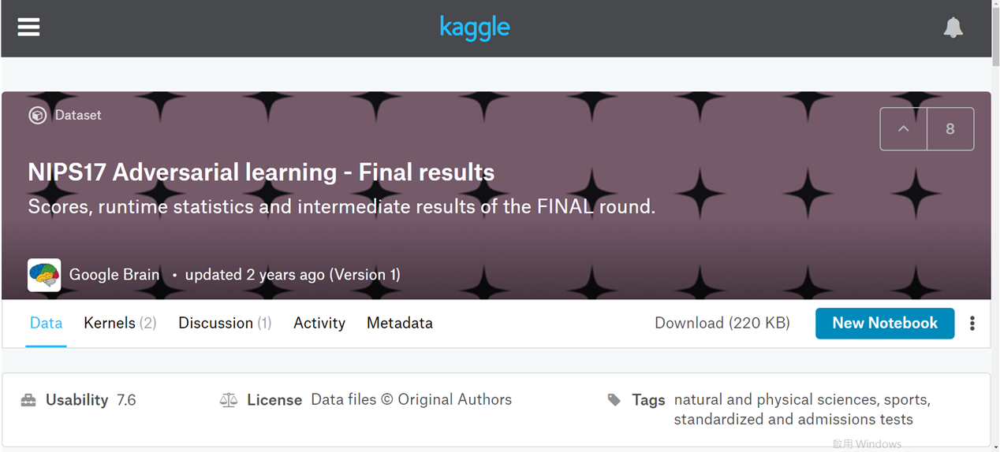 kaggle
Dataset
8
NIPS17 Adversarial learning - Final results
Scores, runtime statistics and intermediate results of the FINAL round.
Google Brain • updated 2 years ago (Version 1)
Data Kernels (2) Discussion (1) Activity Metadata Download (220 KB) New Notebook
Usability 7.6 License Data files © Original Authors Tags natural and physical sciences, sports,
standardized and admissions tests
啟用 Windows